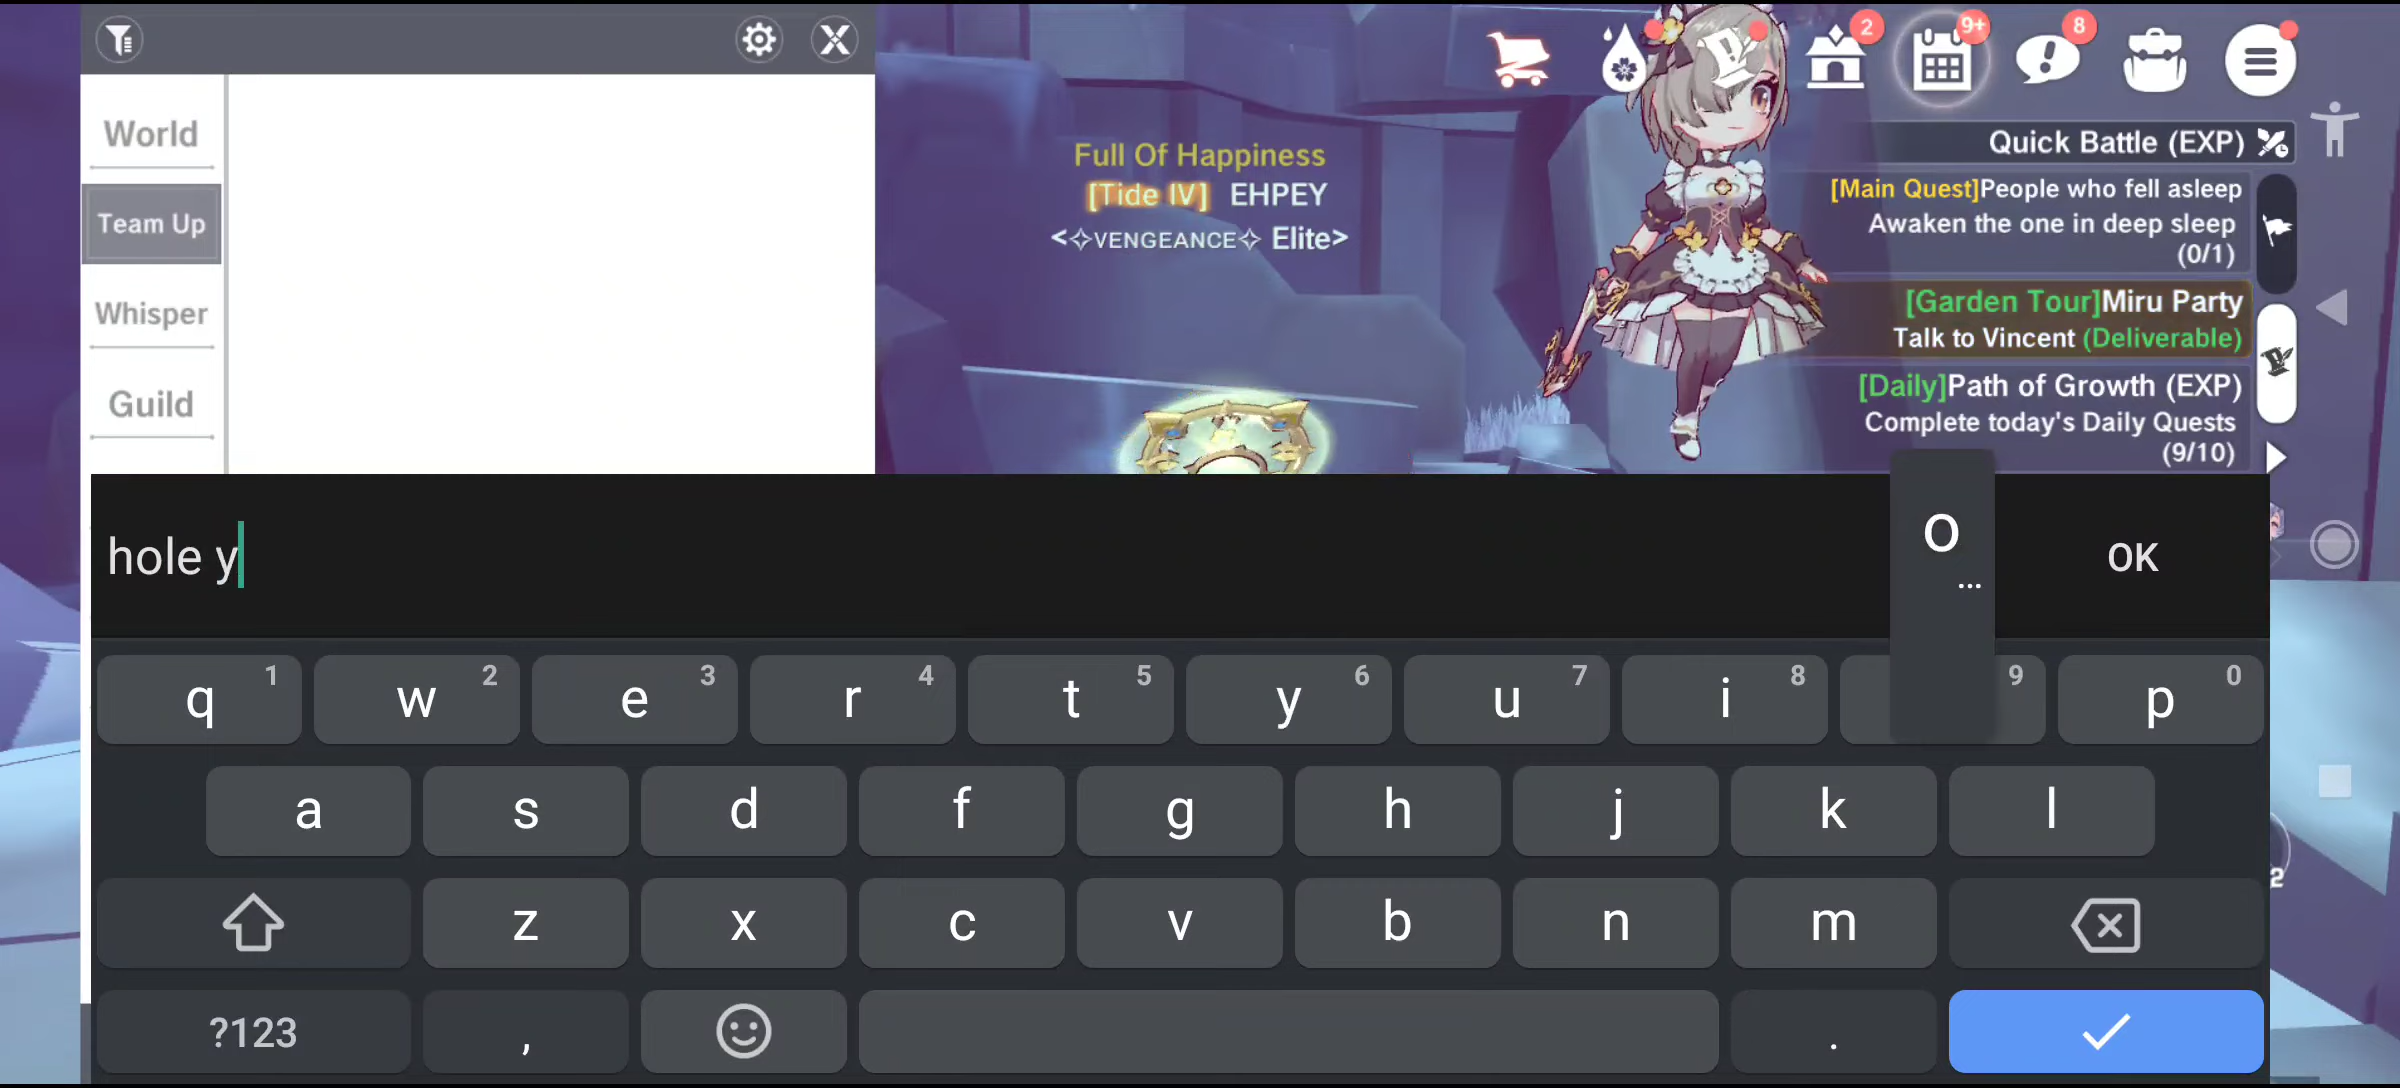 World
Team Up
Whisper
Guild
Full Of Happiness
[Tide IV] EHPEY
<✧VENGEANCE✧ Elite>
2
9+
8
Quick Battle (EXP)
[Main Quest]People who fell asleep
Awaken the one in deep sleep
(0/1)
[Garden Tour]Miru Party
Talk to Vincent (Deliverable)
[Daily]Path of Growth (EXP)
Complete today's Daily Quests
(9/10)
hole y
o
...
OK
q 1 w 2 e 3 r 4 t 5 y 6 u 7 i 8 9 p 0
a s d f g h j k l
z x c v b n m
?123 , .
2